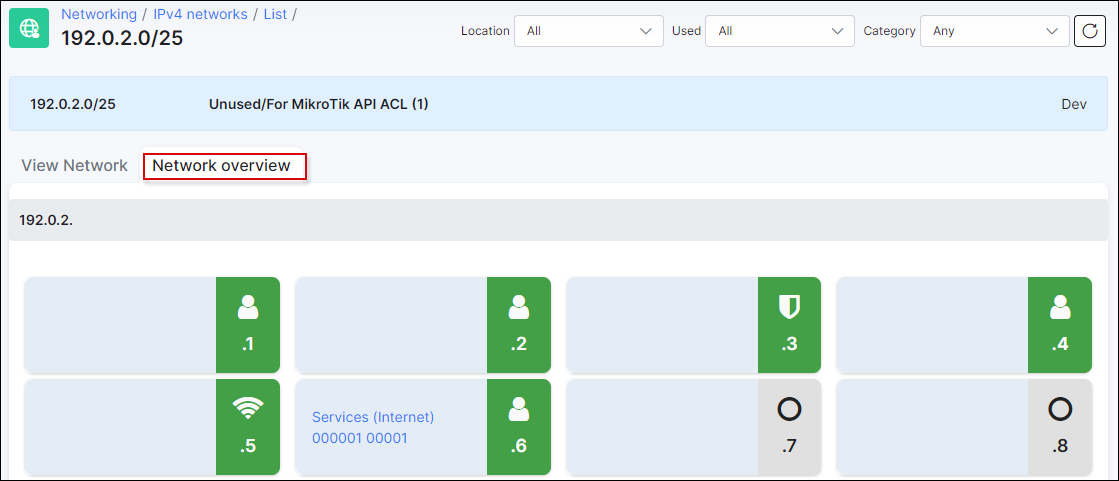 Networking / IPv4 networks / List /
192.0.2.0/25
Location All Used All Category Any
192.0.2.0/25 Unused/For MikroTik API ACL (1) Dev
View Network Network overview
192.0.2.
.1 .2 .3 .4
Services (Internet)
000001 00001
.5 .6 .7 .8